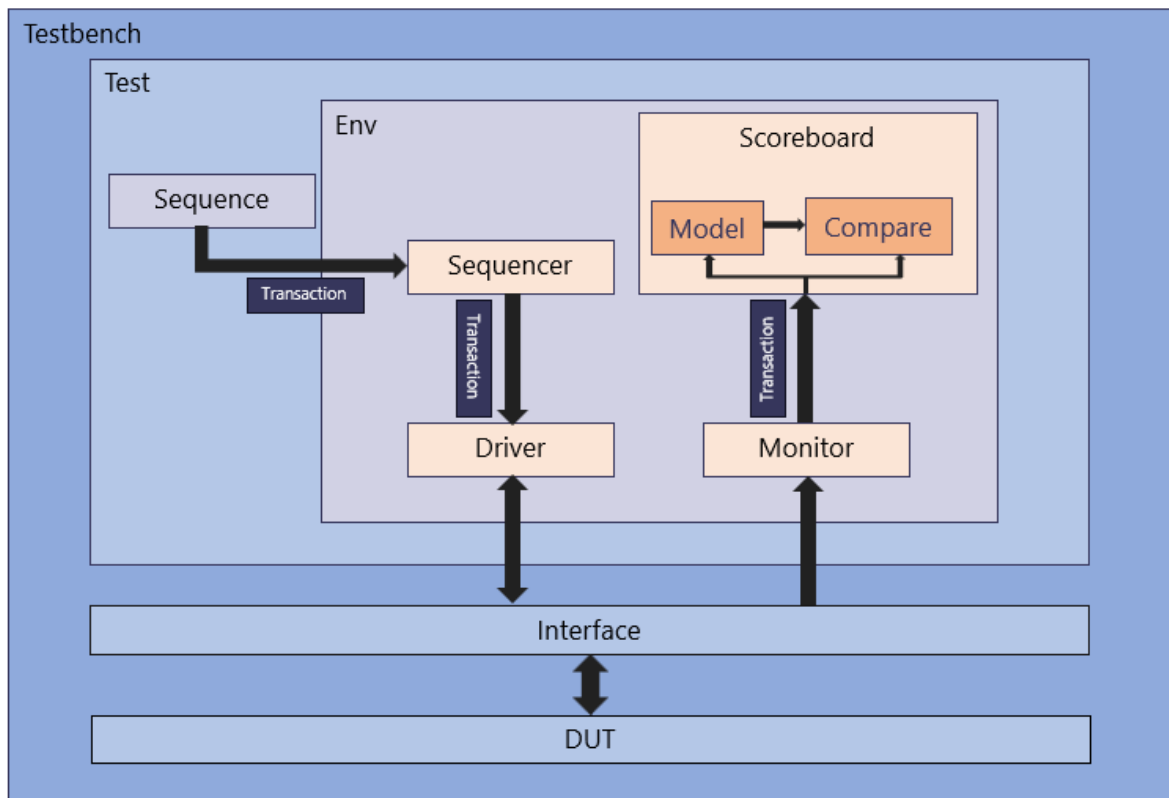 Testbench
Test
Env
Scoreboard
Sequence
Model
Compare
Sequencer
Transaction
Transaction
Transaction
Driver
Monitor
Interface
DUT